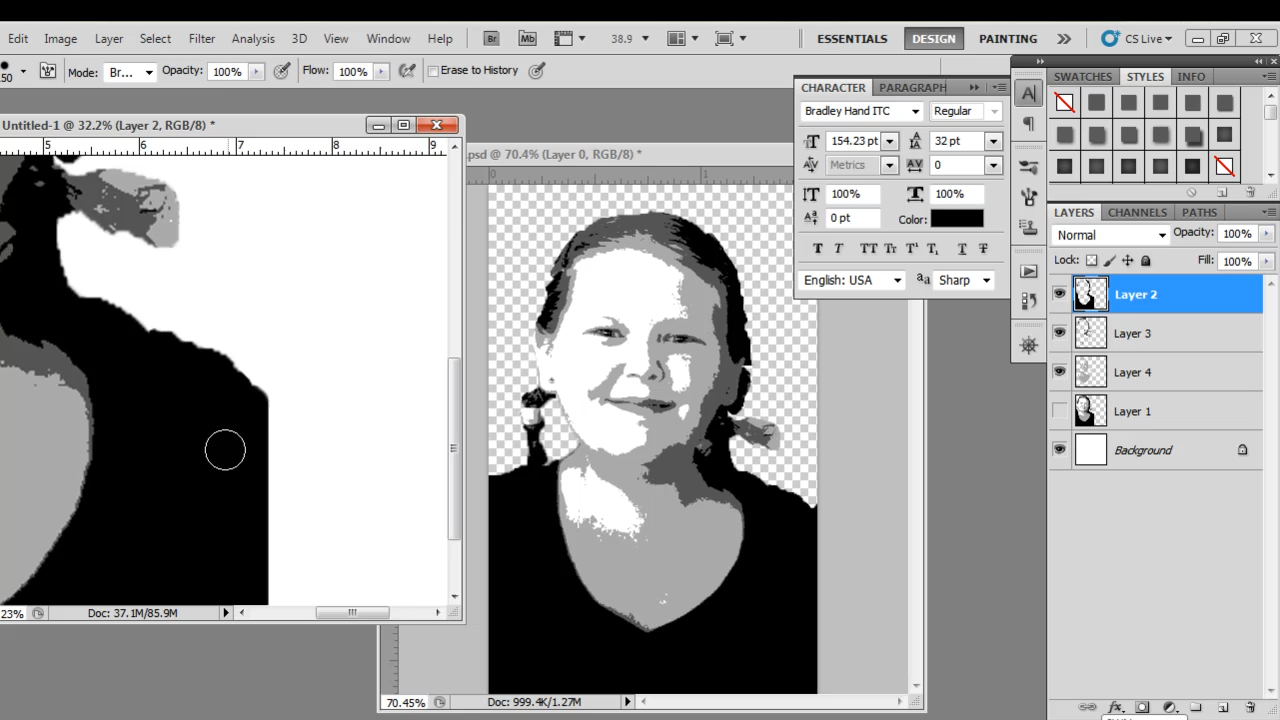 Edit Image Layer Select Filter Analysis 3D View Window Help Br Mb 38.9 ESSENTIALS DESIGN PAINTING CS Live
50 Mode: Br... Opacity: 100% Flow: 100% Erase to History
CHARACTER PARAGRAPH
Bradley Hand ITC Regular
154.23 pt 32 pt
Metrics 0
100% 100%
0 pt Color:
English: USA Sharp
SWATCHES STYLES INFO
LAYERS CHANNELS PATHS
Normal Opacity: 100%
Lock: Fill: 100%
Layer 2
Layer 3
Layer 4
Layer 1
Background
Untitled-1 @ 32.2% (Layer 2, RGB/8) *
5 6 7 8 9
23% Doc: 37.1M/85.9M
.psd @ 70.4% (Layer 0, RGB/8) *
0 1
70.45% Doc: 999.4K/1.27M